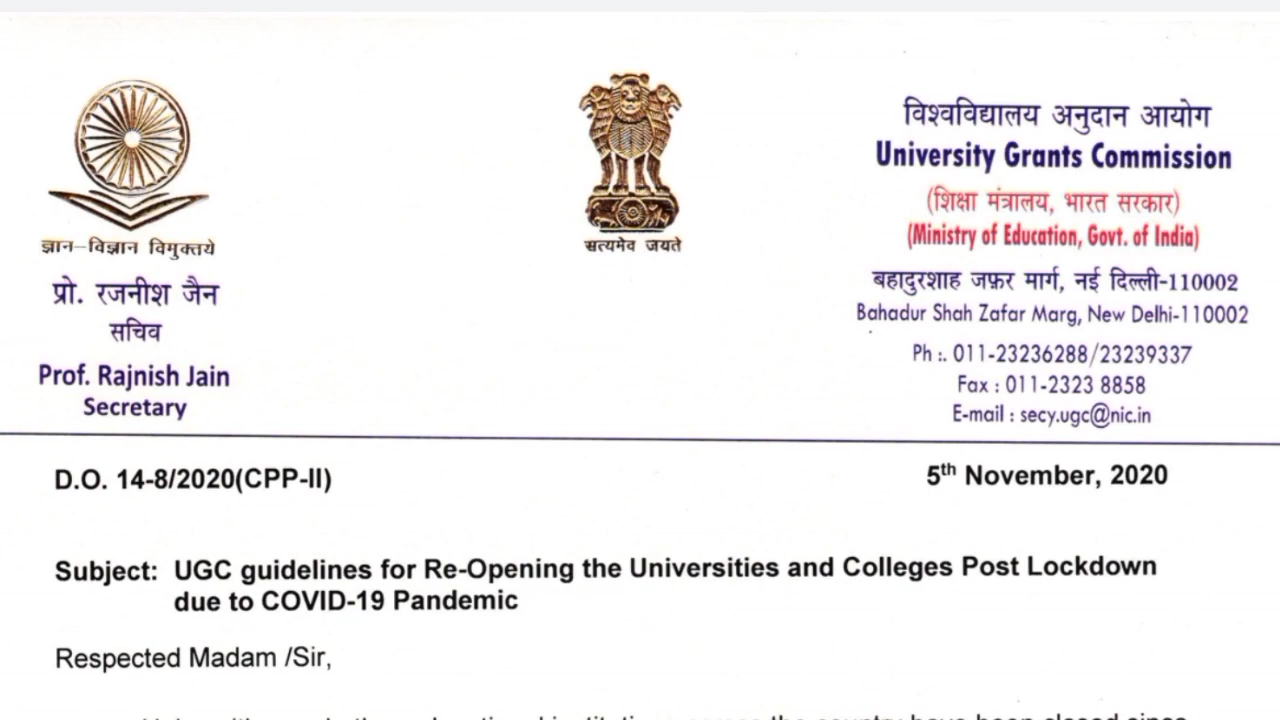 ज्ञान-विज्ञान विमुक्तये
प्रो. रजनीश जैन
सचिव
Prof. Rajnish Jain
Secretary
सत्यमेव जयते
विश्वविद्यालय अनुदान आयोग
University Grants Commission
(शिक्षा मंत्रालय, भारत सरकार)
(Ministry of Education, Govt. of India)
बहादुरशाह जफ़र मार्ग, नई दिल्ली-110002
Bahadur Shah Zafar Marg, New Delhi-110002
Ph :. 011-23236288/23239337
Fax : 011-2323 8858
E-mail : secy.ugc@nic.in
D.O. 14-8/2020(CPP-II)
5th November, 2020
Subject: UGC guidelines for Re-Opening the Universities and Colleges Post Lockdown
due to COVID-19 Pandemic
Respected Madam /Sir,